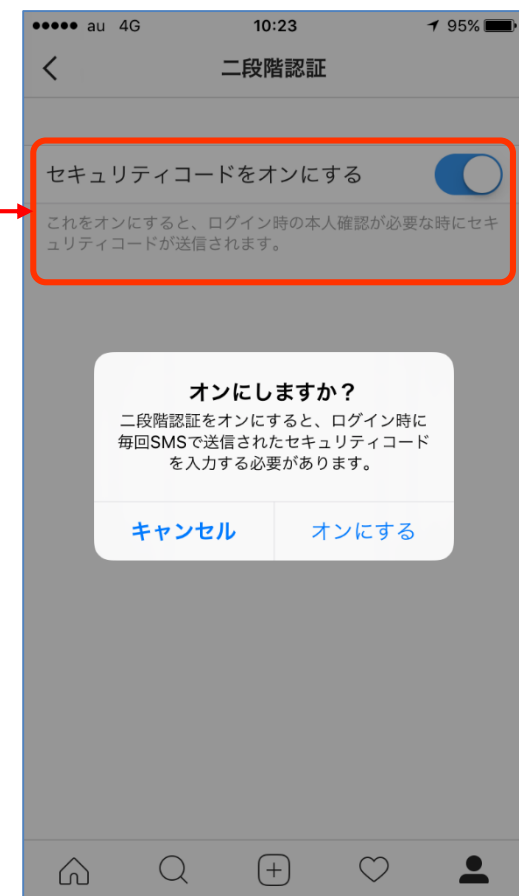 au 4G 10:23 95%
二段階認証
セキュリティコードをオンにする
これをオンにすると、ログイン時の本人確認が必要な時にセキ
ュリティコードが送信されます。
オンにしますか？
二段階認証をオンにすると、ログイン時に
毎回SMSで送信されたセキュリティコード
を入力する必要があります。
キャンセル オンにする